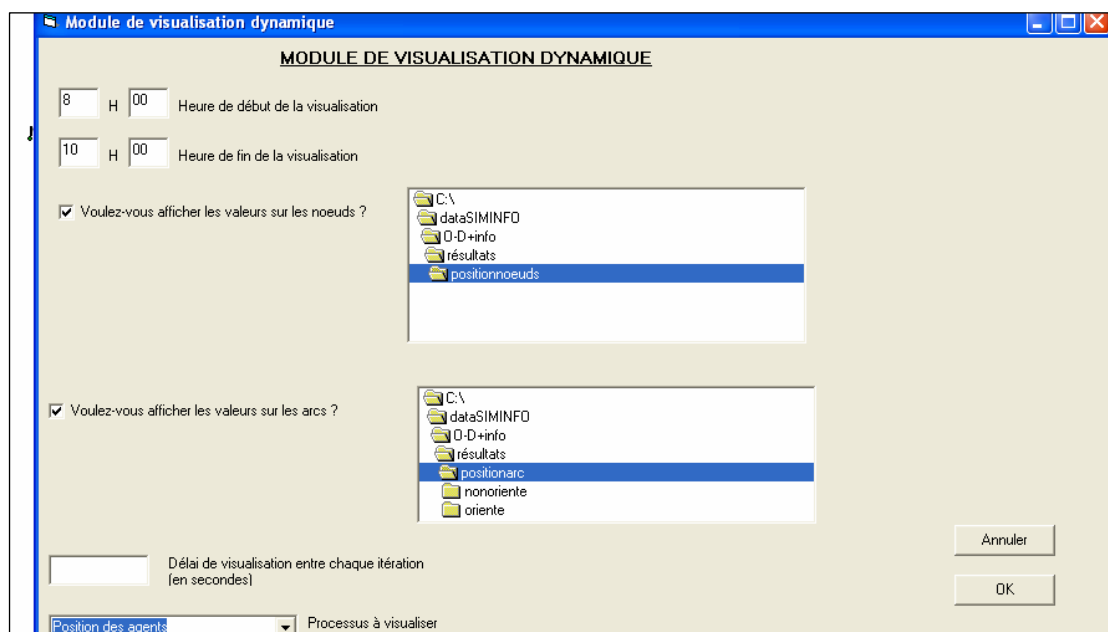 Module de visualisation dynamique
MODULE DE VISUALISATION DYNAMIQUE
8 H 00 Heure de début de la visualisation
10 H 00 Heure de fin de la visualisation
Voulez-vous afficher les valeurs sur les noeuds ?
C:\
dataSIMINFO
O-D+info
résultats
positionnoeuds
Voulez-vous afficher les valeurs sur les arcs ?
C:\
dataSIMINFO
O-D+info
résultats
positionarc
nonoriente
oriente
Annuler
Délai de visualisation entre chaque itération
(en secondes)
OK
Position des agents Processus à visualiser